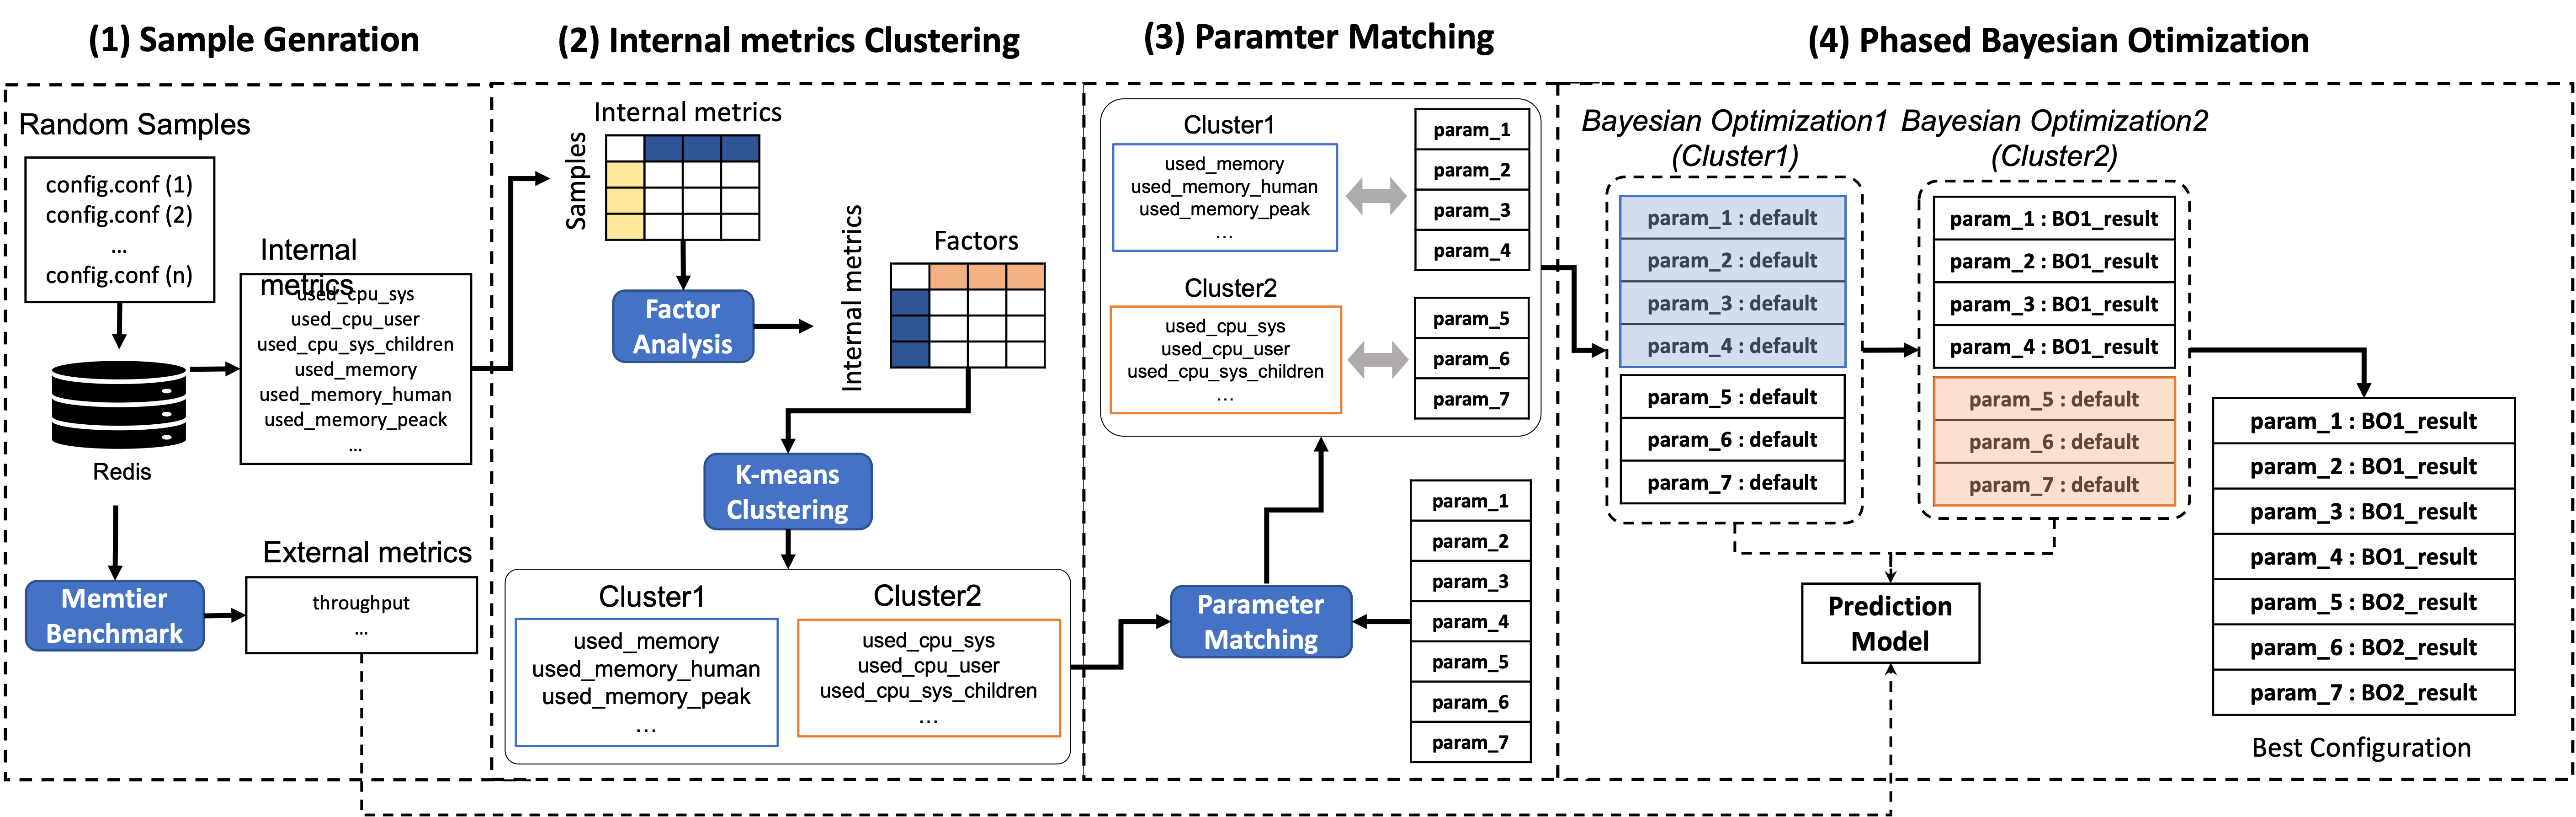 (1) Sample Genration
Random Samples
config.conf (1)
config.conf (2)
...
config.conf (n)
Redis
Internal
metrics
used_cpu_sys
used_cpu_user
used_cpu_sys_children
used_memory
used_memory_human
used_memory_peack
...
Memtier
Benchmark
External metrics
throughput
...
(2) Internal metrics Clustering
Internal metrics
Samples
Factor
Analysis
Factors
Internal metrics
K-means
Clustering
Cluster1
used_memory
used_memory_human
used_memory_peak
...
Cluster2
used_cpu_sys
used_cpu_user
used_cpu_sys_children
...
(3) Paramter Matching
Cluster1
used_memory
used_memory_human
used_memory_peak
...
param_1
param_2
param_3
param_4
Cluster2
used_cpu_sys
used_cpu_user
used_cpu_sys_children
...
param_5
param_6
param_7
Parameter
Matching
param_1
param_2
param_3
param_4
param_5
param_6
param_7
(4) Phased Bayesian Otimization
Bayesian Optimization1
(Cluster1)
param_1 : default
param_2 : default
param_3 : default
param_4 : default
param_5 : default
param_6 : default
param_7 : default
Bayesian Optimization2
(Cluster2)
param_1 : BO1_result
param_2 : BO1_result
param_3 : BO1_result
param_4 : BO1_result
param_5 : default
param_6 : default
param_7 : default
Prediction
Model
param_1 : BO1_result
param_2 : BO1_result
param_3 : BO1_result
param_4 : BO1_result
param_5 : BO2_result
param_6 : BO2_result
param_7 : BO2_result
Best Configuration